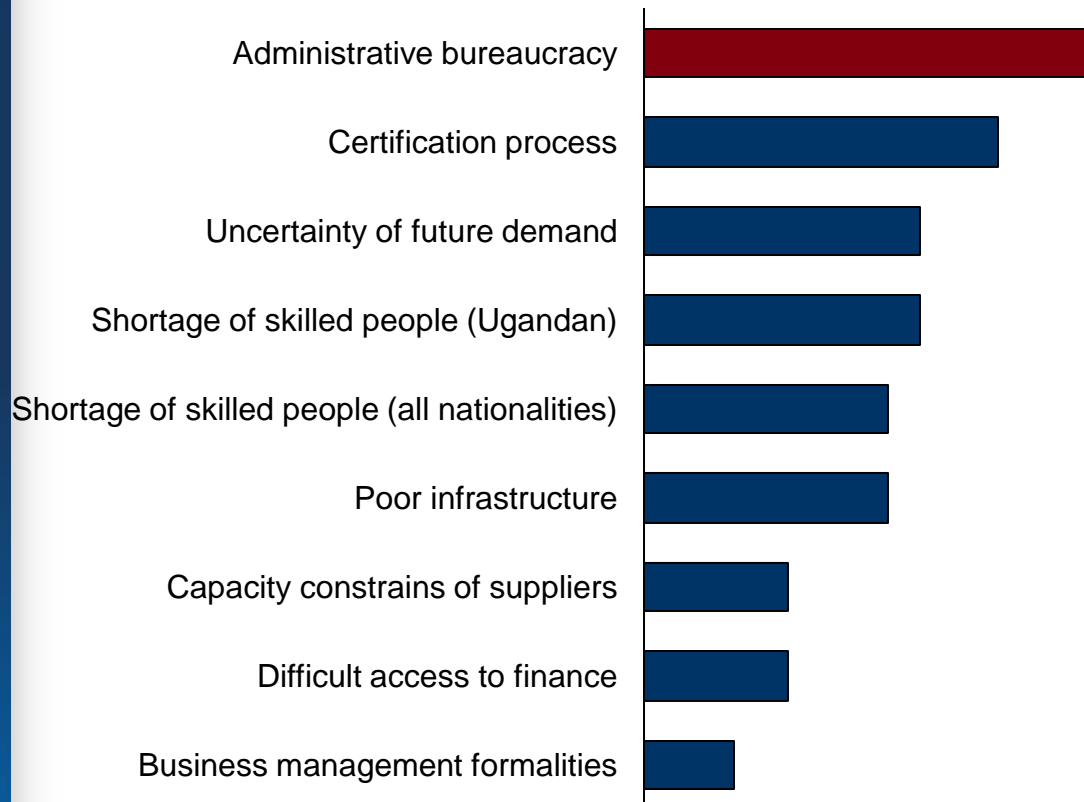 Administrative bureaucracy
Certification process
Uncertainty of future demand
Shortage of skilled people (Ugandan)
Shortage of skilled people (all nationalities)
Poor infrastructure
Capacity constrains of suppliers
Difficult access to finance
Business management formalities